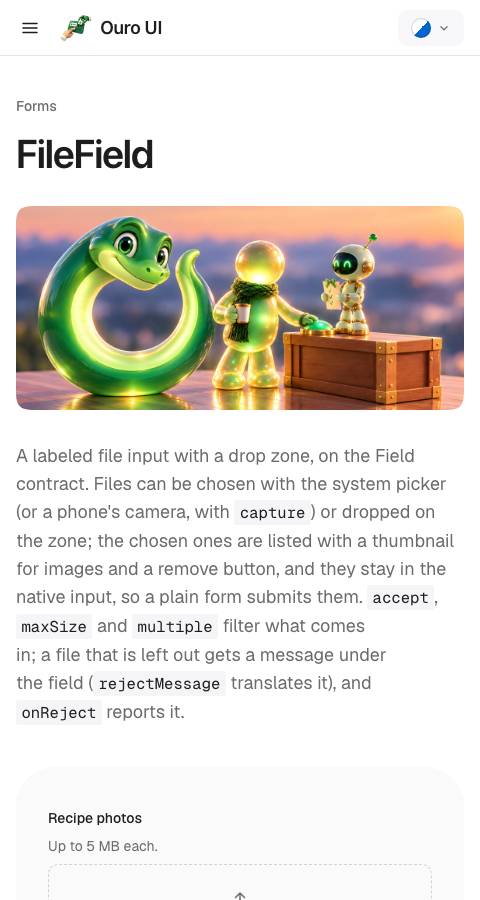 Ouro UI
Forms
FileField
A labeled file input with a drop zone, on the Field
contract. Files can be chosen with the system picker
(or a phone's camera, with capture) or dropped on
the zone; the chosen ones are listed with a thumbnail
for images and a remove button, and they stay in the
native input, so a plain form submits them. accept,
maxSize and multiple filter what comes
in; a file that is left out gets a message under
the field (rejectMessage translates it), and
onReject reports it.
Recipe photos
Up to 5 MB each.